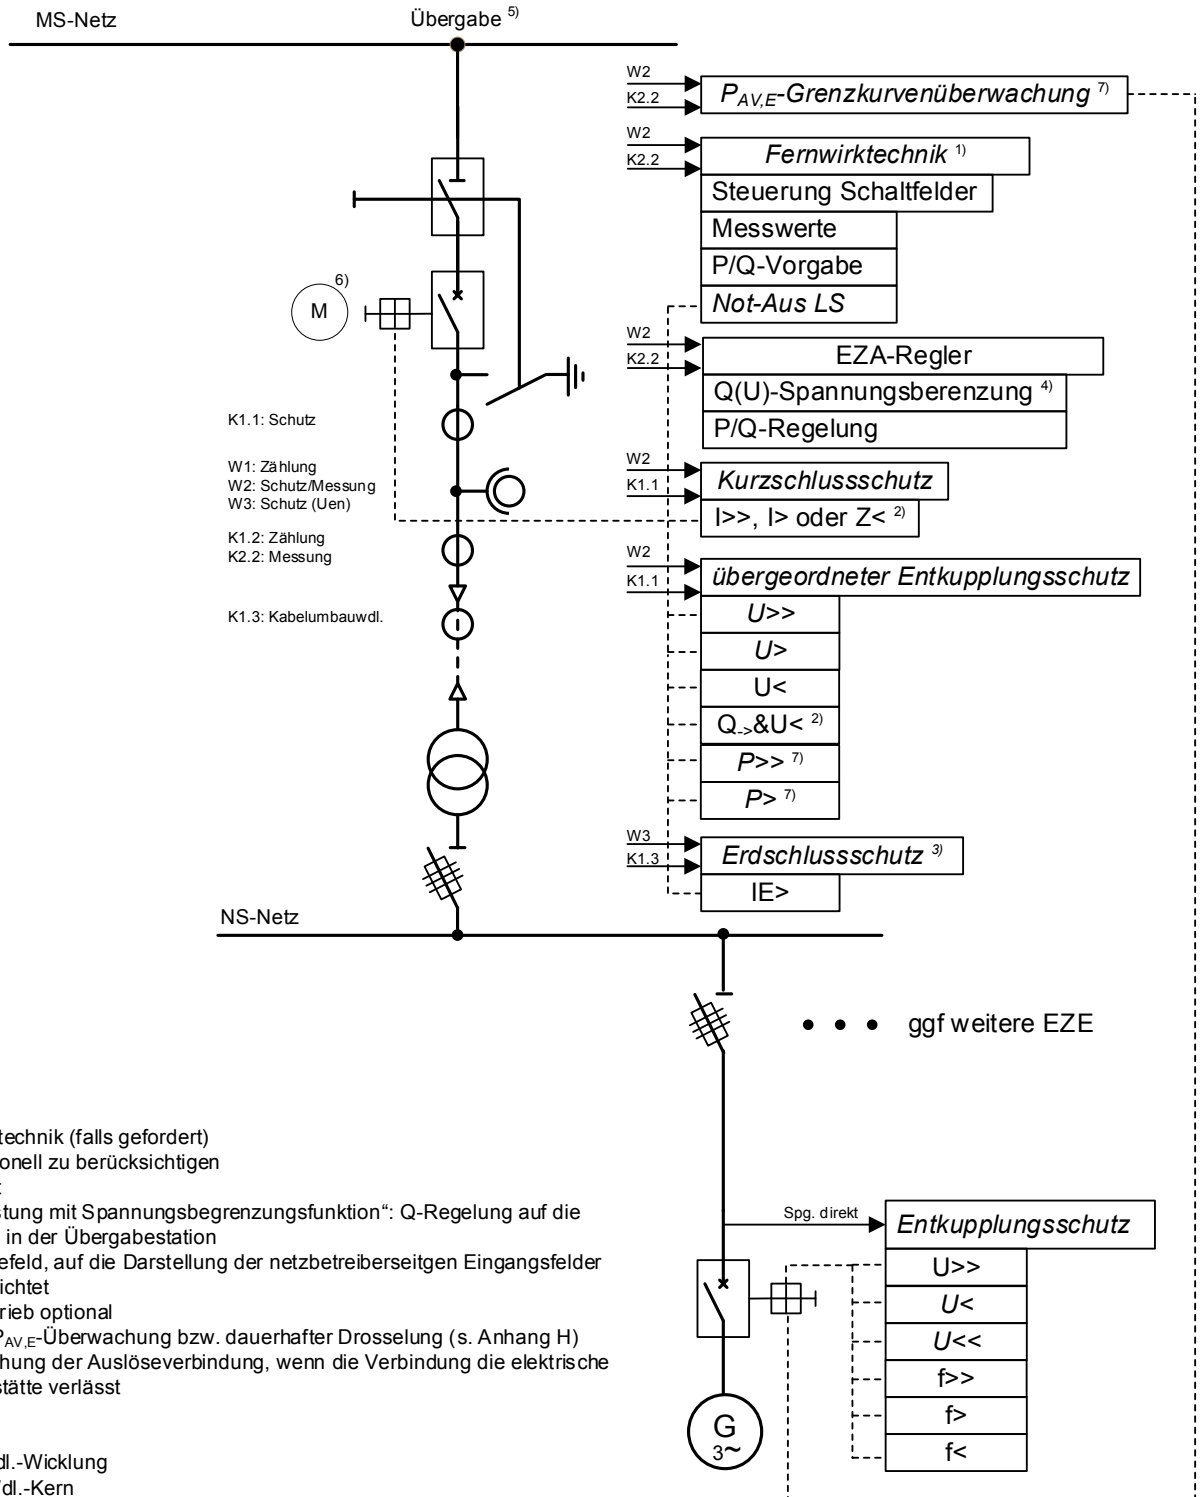 MS-Netz
Übergabe 5)
W2
K2.2
P_AV,E-Grenzkurvenüberwachung 7)
W2
K2.2
Fernwirktechnik 1)
Steuerung Schaltfelder
Messwerte
P/Q-Vorgabe
Not-Aus LS
M 6)
W2
K2.2
EZA-Regler
Q(U)-Spannungsberenzung 4)
P/Q-Regelung
K1.1: Schutz
W1: Zählung
W2: Schutz/Messung
W3: Schutz (Uen)
K1.2: Zählung
K2.2: Messung
K1.3: Kabelumbauwdl.
W2
K1.1
Kurzschlussschutz
I>>, I> oder Z< 2)
W2
K1.1
übergeordneter Entkupplungsschutz
U>>
U>
U<
Q->&U< 2)
P>> 7)
P> 7)
W3
K1.3
Erdschlussschutz 3)
IE>
NS-Netz
ggf weitere EZE
technik (falls gefordert)
onell zu berücksichtigen
stung mit Spannungsbegrenzungsfunktion“: Q-Regelung auf die
in der Übergabestation
efeld, auf die Darstellung der netzbetreiberseitgen Eingangsfelder
ichtet
rieb optional
P_AV,E-Überwachung bzw. dauerhafter Drosselung (s. Anhang H)
hung der Auslöseverbindung, wenn die Verbindung die elektrische
stätte verlässt
dl.-Wicklung
dl.-Kern
Spg. direkt
Entkupplungsschutz
U>>
U<
U<<
f>>
f>
f<
G
3~